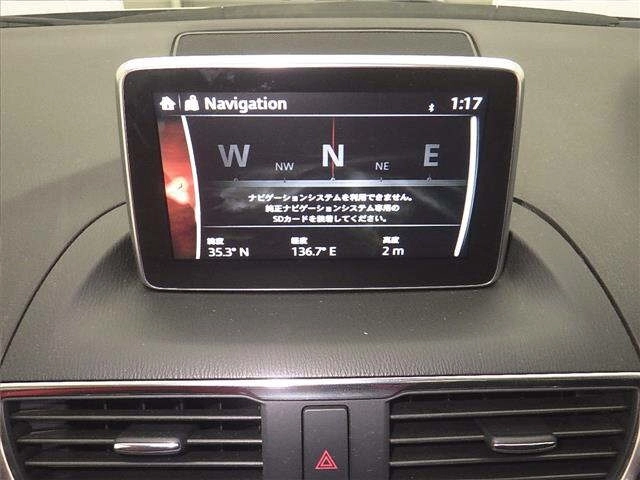 Navigation 1:17
W NW N NE E
ナビゲーションシステムを利用できません。
純正ナビゲーションシステム専用の
SDカードを装着してください。
緯度 経度 高度
35.3° N 136.7° E 2 m